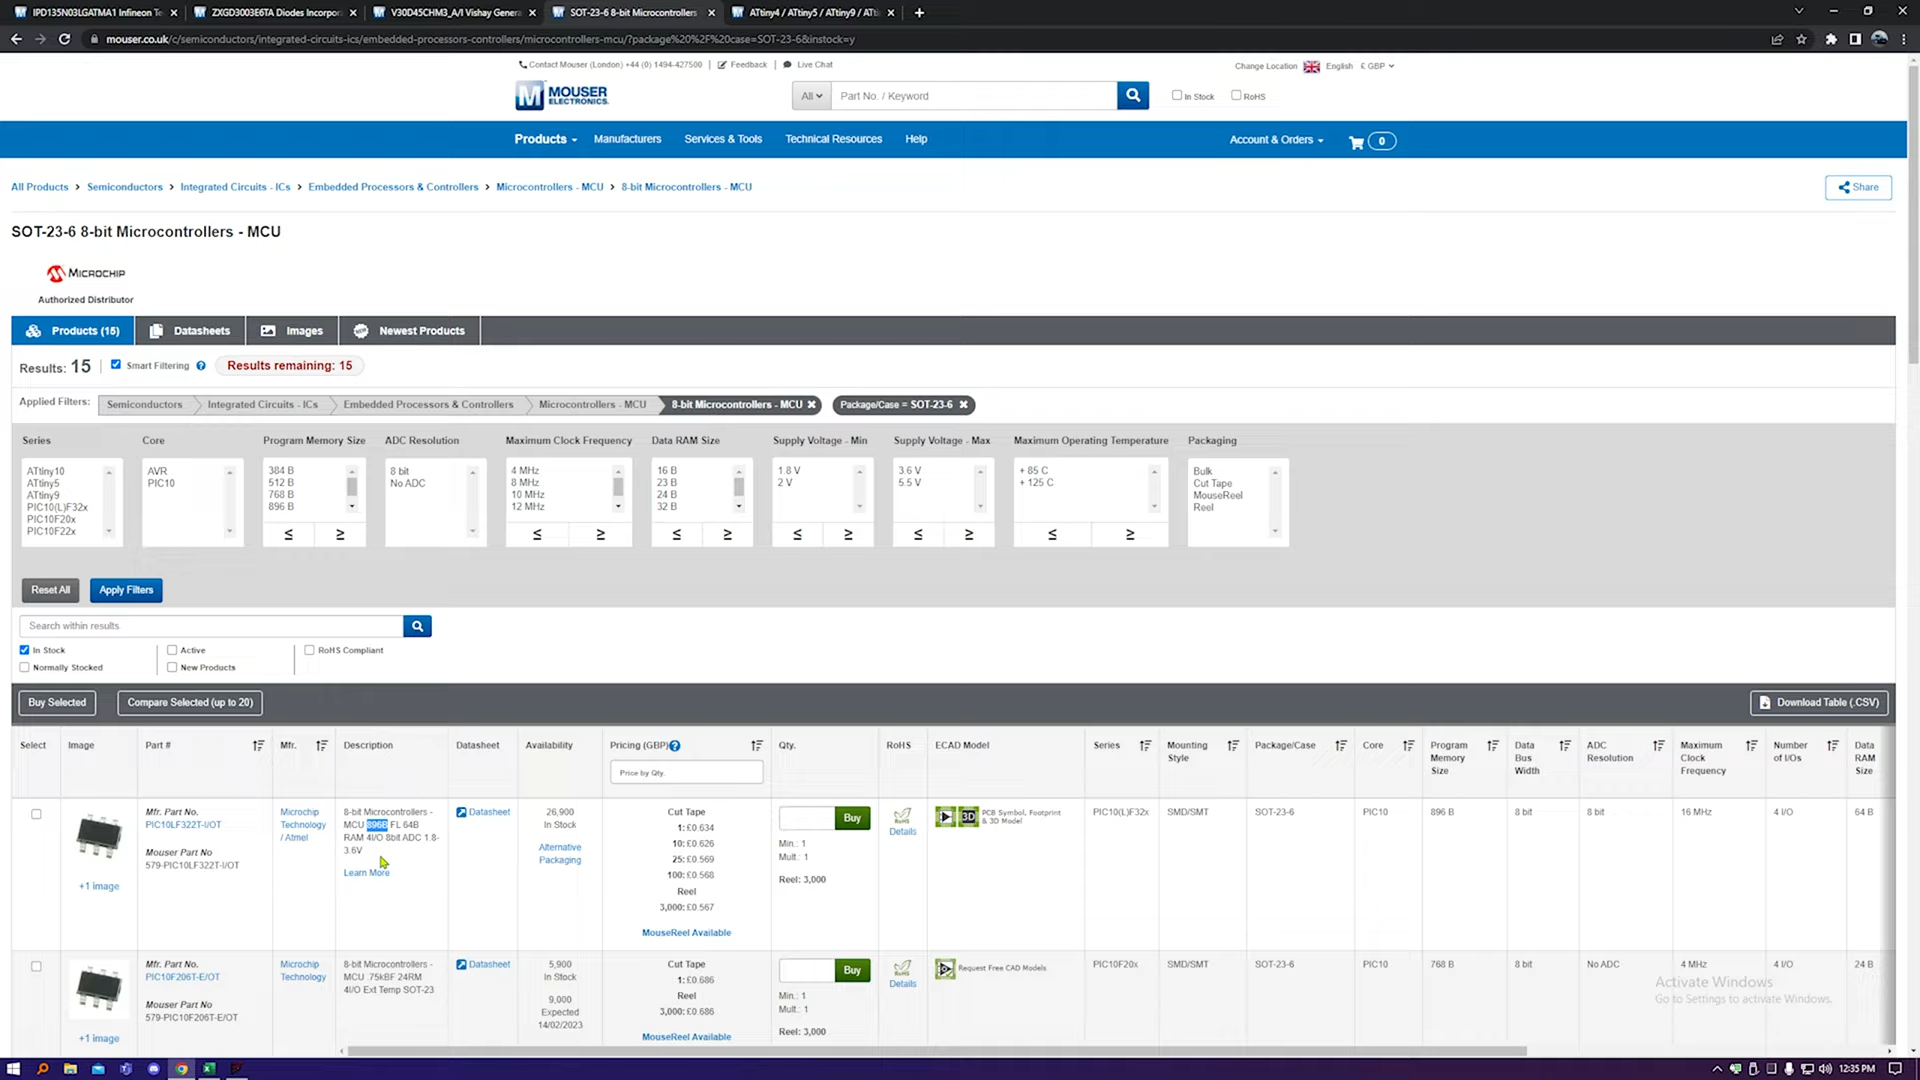 IPD135N03LGATMA1 Infineon Te
ZXGD3003E6TA Diodes Incorpor
V30D45CHM3_A/I Vishay Genera
SOT-23-6 8-bit Microcontrollers
ATtiny4 / ATtiny5 / ATtiny9 / ATti
mouser.co.uk/c/semiconductors/integrated-circuits-ics/embedded-processors-controllers/microcontrollers-mcu/?package%20%2F%20case=SOT-23-6&instock=y
Contact Mouser (London) +44 (0) 1494-427500 | Feedback | Live Chat
Change Location English £ GBP
M MOUSER ELECTRONICS
All
Part No. / Keyword
In Stock
RoHS
Products
Manufacturers
Services & Tools
Technical Resources
Help
Account & Orders
0
All Products > Semiconductors > Integrated Circuits - ICs > Embedded Processors & Controllers > Microcontrollers - MCU > 8-bit Microcontrollers - MCU
Share
SOT-23-6 8-bit Microcontrollers - MCU
MICROCHIP
Authorized Distributor
Products (15)
Datasheets
Images
Newest Products
Results: 15 | Smart Filtering ? Results remaining: 15
Applied Filters:
Semiconductors
Integrated Circuits - ICs
Embedded Processors & Controllers
Microcontrollers - MCU
8-bit Microcontrollers - MCU ✖
Package/Case = SOT-23-6 ✖
Series
ATtiny10
ATtiny5
ATtiny9
PIC10(L)F32x
PIC10F20x
PIC10F22x
Core
AVR
PIC10
Program Memory Size
384 B
512 B
768 B
896 B
≤ ≥
ADC Resolution
8 bit
No ADC
Maximum Clock Frequency
4 MHz
8 MHz
10 MHz
12 MHz
≤ ≥
Data RAM Size
16 B
23 B
24 B
32 B
≤ ≥
Supply Voltage - Min
1.8 V
2 V
≤ ≥
Supply Voltage - Max
3.6 V
5.5 V
≤ ≥
Maximum Operating Temperature
+ 85 C
+ 125 C
≤ ≥
Packaging
Bulk
Cut Tape
MouseReel
Reel
Reset All
Apply Filters
Search within results
In Stock
Normally Stocked
Active
New Products
RoHS Compliant
Buy Selected
Compare Selected (up to 20)
Download Table (.CSV)
Select
Image
Part #
Mfr.
Description
Datasheet
Availability
Pricing (GBP)?
Price by Qty.
Qty.
RoHS
ECAD Model
Series
Mounting
Style
Package/Case
Core
Program
Memory
Size
Data
Bus
Width
ADC
Resolution
Maximum
Clock
Frequency
Number
of I/Os
Data
RAM
Size
+1 image
Mfr. Part No.
PIC10LF322T-I/OT
Mouser Part No
579-PIC10LF322T-I/OT
Microchip
Technology
/ Atmel
8-bit Microcontrollers -
MCU 896B FL 64B
RAM 4I/O 8bit ADC 1.8-
3.6V
Learn More
Datasheet
26,900
In Stock
Alternative
Packaging
Cut Tape
1: £0.634
10: £0.626
25: £0.569
100: £0.568
Reel
3,000: £0.567
MouseReel Available
Buy
Min.: 1
Mult.: 1
Reel: 3,000
RoHS
Details
3D
PCB Symbol, Footprint
& 3D Model
PIC10(L)F32x
SMD/SMT
SOT-23-6
PIC10
896 B
8 bit
8 bit
16 MHz
4 I/O
64 B
+1 image
Mfr. Part No.
PIC10F206T-E/OT
Mouser Part No
579-PIC10F206T-E/OT
Microchip
Technology
8-bit Microcontrollers -
MCU .75kBF 24RM
4I/O Ext Temp SOT-23
Datasheet
5,900
In Stock
9,000
Expected
14/02/2023
Cut Tape
1: £0.686
Reel
3,000: £0.686
MouseReel Available
Buy
Min.: 1
Mult.: 1
Reel: 3,000
RoHS
Details
Request Free CAD Models
PIC10F20x
SMD/SMT
SOT-23-6
PIC10
768 B
8 bit
No ADC
4 MHz
4 I/O
24 B
Activate Windows
Go to Settings to activate Windows.
12:35 PM